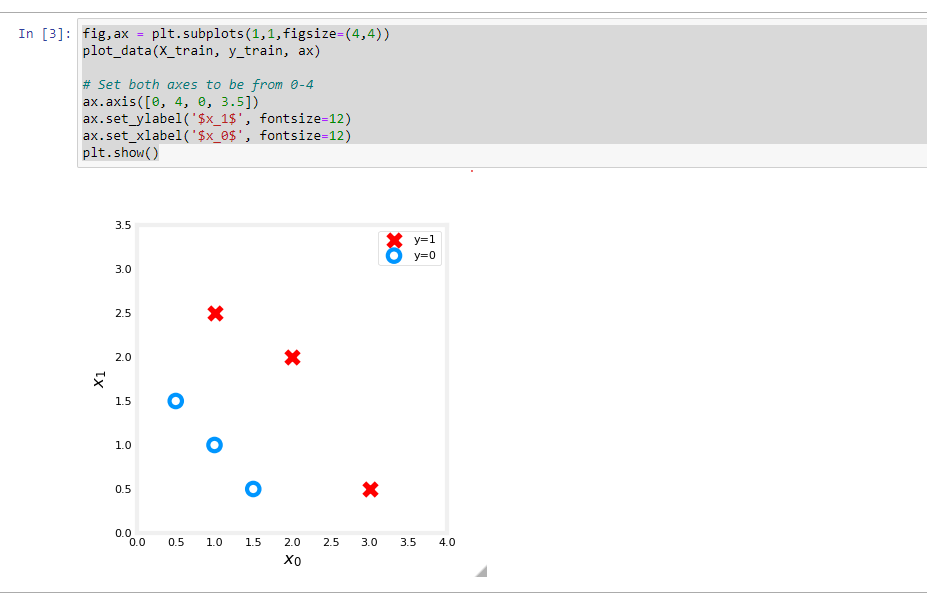 In [3]:
fig,ax = plt.subplots(1,1,figsize=(4,4))
plot_data(X_train, y_train, ax)
# Set both axes to be from 0-4
ax.axis([0, 4, 0, 3.5])
ax.set_ylabel('$x_1$', fontsize=12)
ax.set_xlabel('$x_0$', fontsize=12)
plt.show()
y=1
y=0
3.5
3.0
2.5
2.0
1.5
1.0
0.5
0.0
x₁
0.0 0.5 1.0 1.5 2.0 2.5 3.0 3.5 4.0
x₀